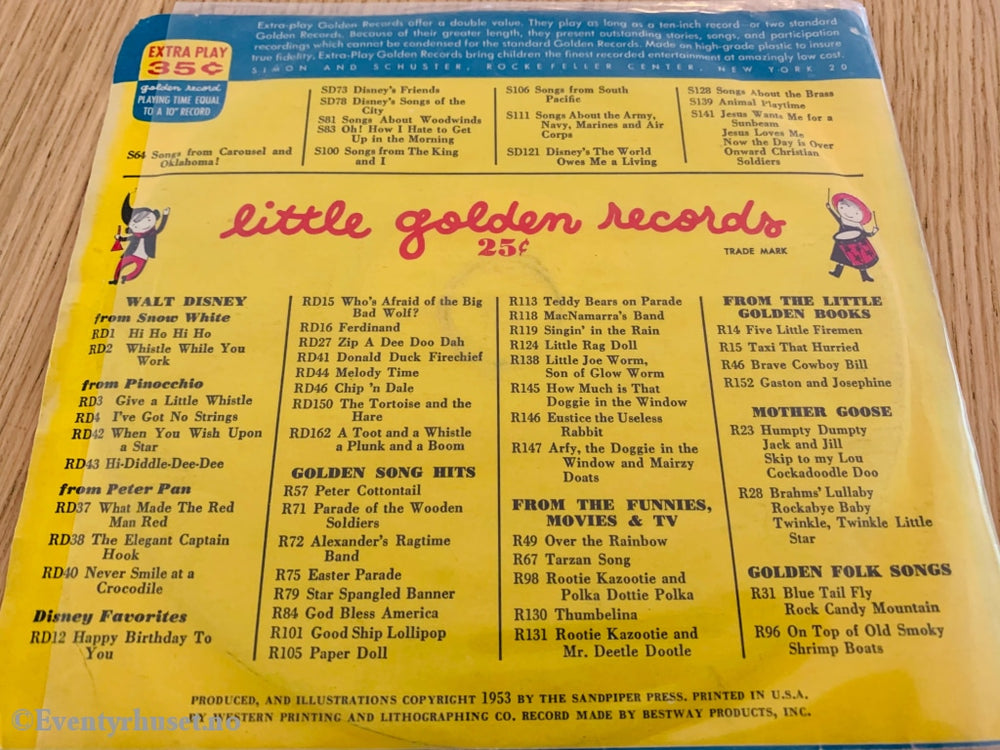 Extra-play Golden Records offer a double value. They play as long as a ten-inch record—or two standard
Golden Records. Because of their greater length, they present outstanding stories, songs, and participation
recordings which cannot be condensed for the standard Golden Records. Made on high-grade plastic to insure
true fidelity, Extra-Play Golden Records bring children the finest recorded entertainment at amazingly low cost.
SIMON AND SCHUSTER, ROCKEFELLER CENTER, NEW YORK 20
EXTRA PLAY
35¢
golden record
PLAYING TIME EQUAL
TO A 10" RECORD
S64 Songs from Carousel and
Oklahoma!
SD73 Disney's Friends
SD78 Disney's Songs of the
City
S81 Songs About Woodwinds
S83 Oh! How I Hate to Get
Up in the Morning
S100 Songs from The King
and I
S106 Songs from South
Pacific
S111 Songs About the Army,
Navy, Marines and Air
Corps
SD121 Disney's The World
Owes Me a Living
S128 Songs About the Brass
S139 Animal Playtime
S141 Jesus Wants Me for a
Sunbeam
Jesus Loves Me
Now the Day is Over
Onward Christian
Soldiers
little golden records
25¢
TRADE MARK
WALT DISNEY
from Snow White
RD1 Hi Ho Hi Ho
RD2 Whistle While You
Work
from Pinocchio
RD3 Give a Little Whistle
RD4 I've Got No Strings
RD42 When You Wish Upon
a Star
RD43 Hi-Diddle-Dee-Dee
from Peter Pan
RD37 What Made The Red
Man Red
RD38 The Elegant Captain
Hook
RD40 Never Smile at a
Crocodile
Disney Favorites
RD12 Happy Birthday To
You
RD15 Who's Afraid of the Big
Bad Wolf?
RD16 Ferdinand
RD27 Zip A Dee Doo Dah
RD41 Donald Duck Firechief
RD44 Melody Time
RD46 Chip 'n Dale
RD150 The Tortoise and the
Hare
RD162 A Toot and a Whistle
a Plunk and a Boom
GOLDEN SONG HITS
R57 Peter Cottontail
R71 Parade of the Wooden
Soldiers
R72 Alexander's Ragtime
Band
R75 Easter Parade
R79 Star Spangled Banner
R84 God Bless America
R101 Good Ship Lollipop
R105 Paper Doll
R113 Teddy Bears on Parade
R118 MacNamarra's Band
R119 Singin' in the Rain
R124 Little Rag Doll
R138 Little Joe Worm,
Son of Glow Worm
R145 How Much is That
Doggie in the Window
R146 Eustice the Useless
Rabbit
R147 Arfy, the Doggie in the
Window and Mairzy
Doats
FROM THE FUNNIES,
MOVIES & TV
R49 Over the Rainbow
R67 Tarzan Song
R98 Rootie Kazootie and
Polka Dottie Polka
R130 Thumbelina
R131 Rootie Kazootie and
Mr. Deetle Dootle
FROM THE LITTLE
GOLDEN BOOKS
R14 Five Little Firemen
R15 Taxi That Hurried
R46 Brave Cowboy Bill
R152 Gaston and Josephine
MOTHER GOOSE
R23 Humpty Dumpty
Jack and Jill
Skip to my Lou
Cockadoodle Doo
R28 Brahms' Lullaby
Rockabye Baby
Twinkle, Twinkle Little
Star
GOLDEN FOLK SONGS
R31 Blue Tail Fly
Rock Candy Mountain
R96 On Top of Old Smoky
Shrimp Boats
PRODUCED, AND ILLUSTRATIONS COPYRIGHT 1953 BY THE SANDPIPER PRESS. PRINTED IN U.S.A.
BY WESTERN PRINTING AND LITHOGRAPHING CO. RECORD MADE BY BESTWAY PRODUCTS, INC.
©Eventyrhuset.no